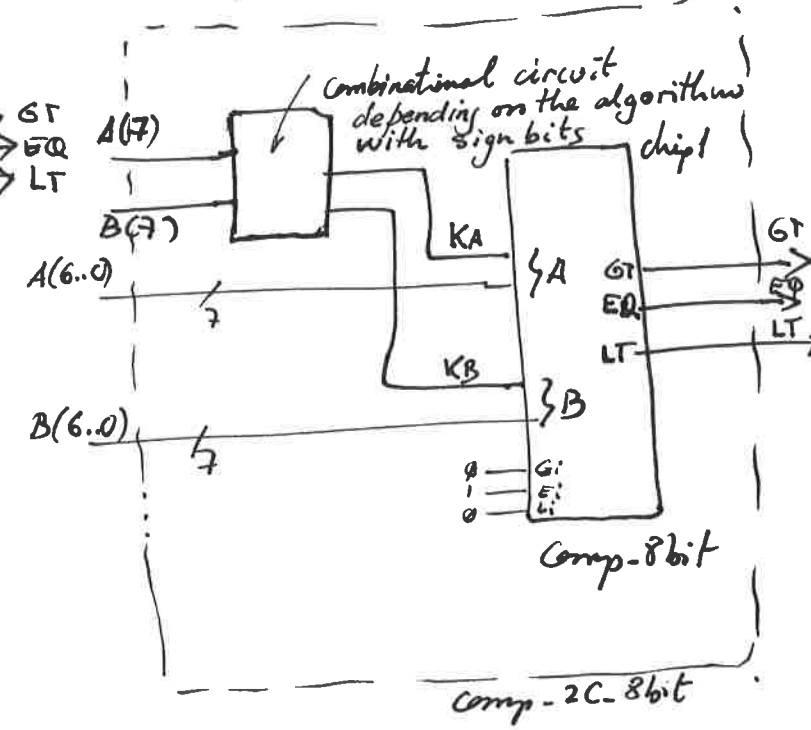 combinational circuit
depending on the algorithm
with sign bits
GT
EQ
LT
A(7)
B(7)
A(6..0)
7
B(6..0)
7
KA
KB
chip1
A
B
GT
EQ
LT
0 Gi
1 Ei
0 Li
GT
EQ
LT
Comp-8bit
comp-2C-8bit